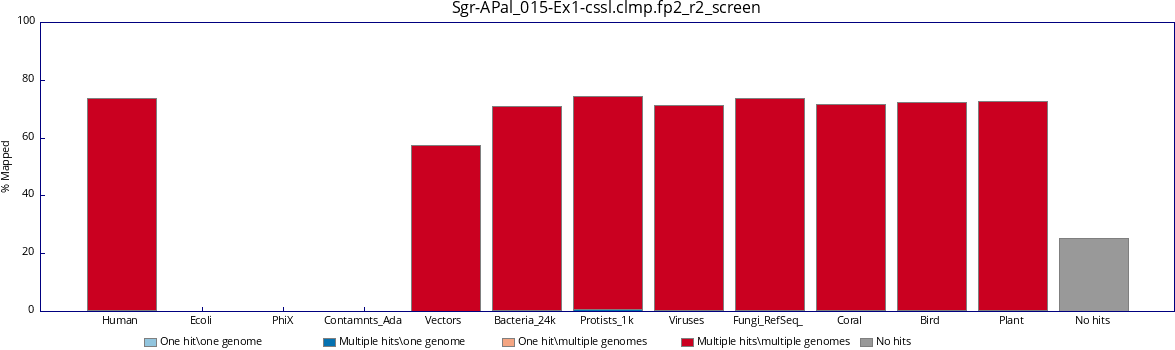 Sgr-APal_015-Ex1-cssl.clmp.fp2_r2_screen
100
80
60
40
20
0
% Mapped
Human Ecoli PhiX Contamnts_Ada Vectors Bacteria_24k Protists_1k Viruses Fungi_RefSeq_ Coral Bird Plant No hits
One hit\one genome Multiple hits\one genome One hit\multiple genomes Multiple hits\multiple genomes No hits